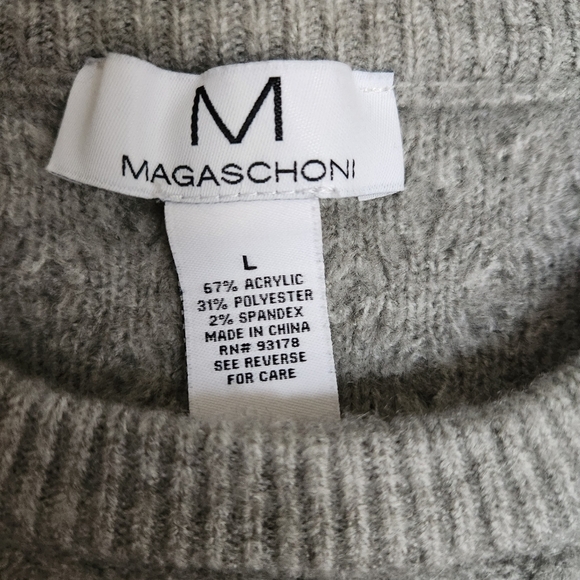 M
MAGASCHONI
L
67% ACRYLIC
31% POLYESTER
2% SPANDEX
MADE IN CHINA
RN# 93178
SEE REVERSE
FOR CARE